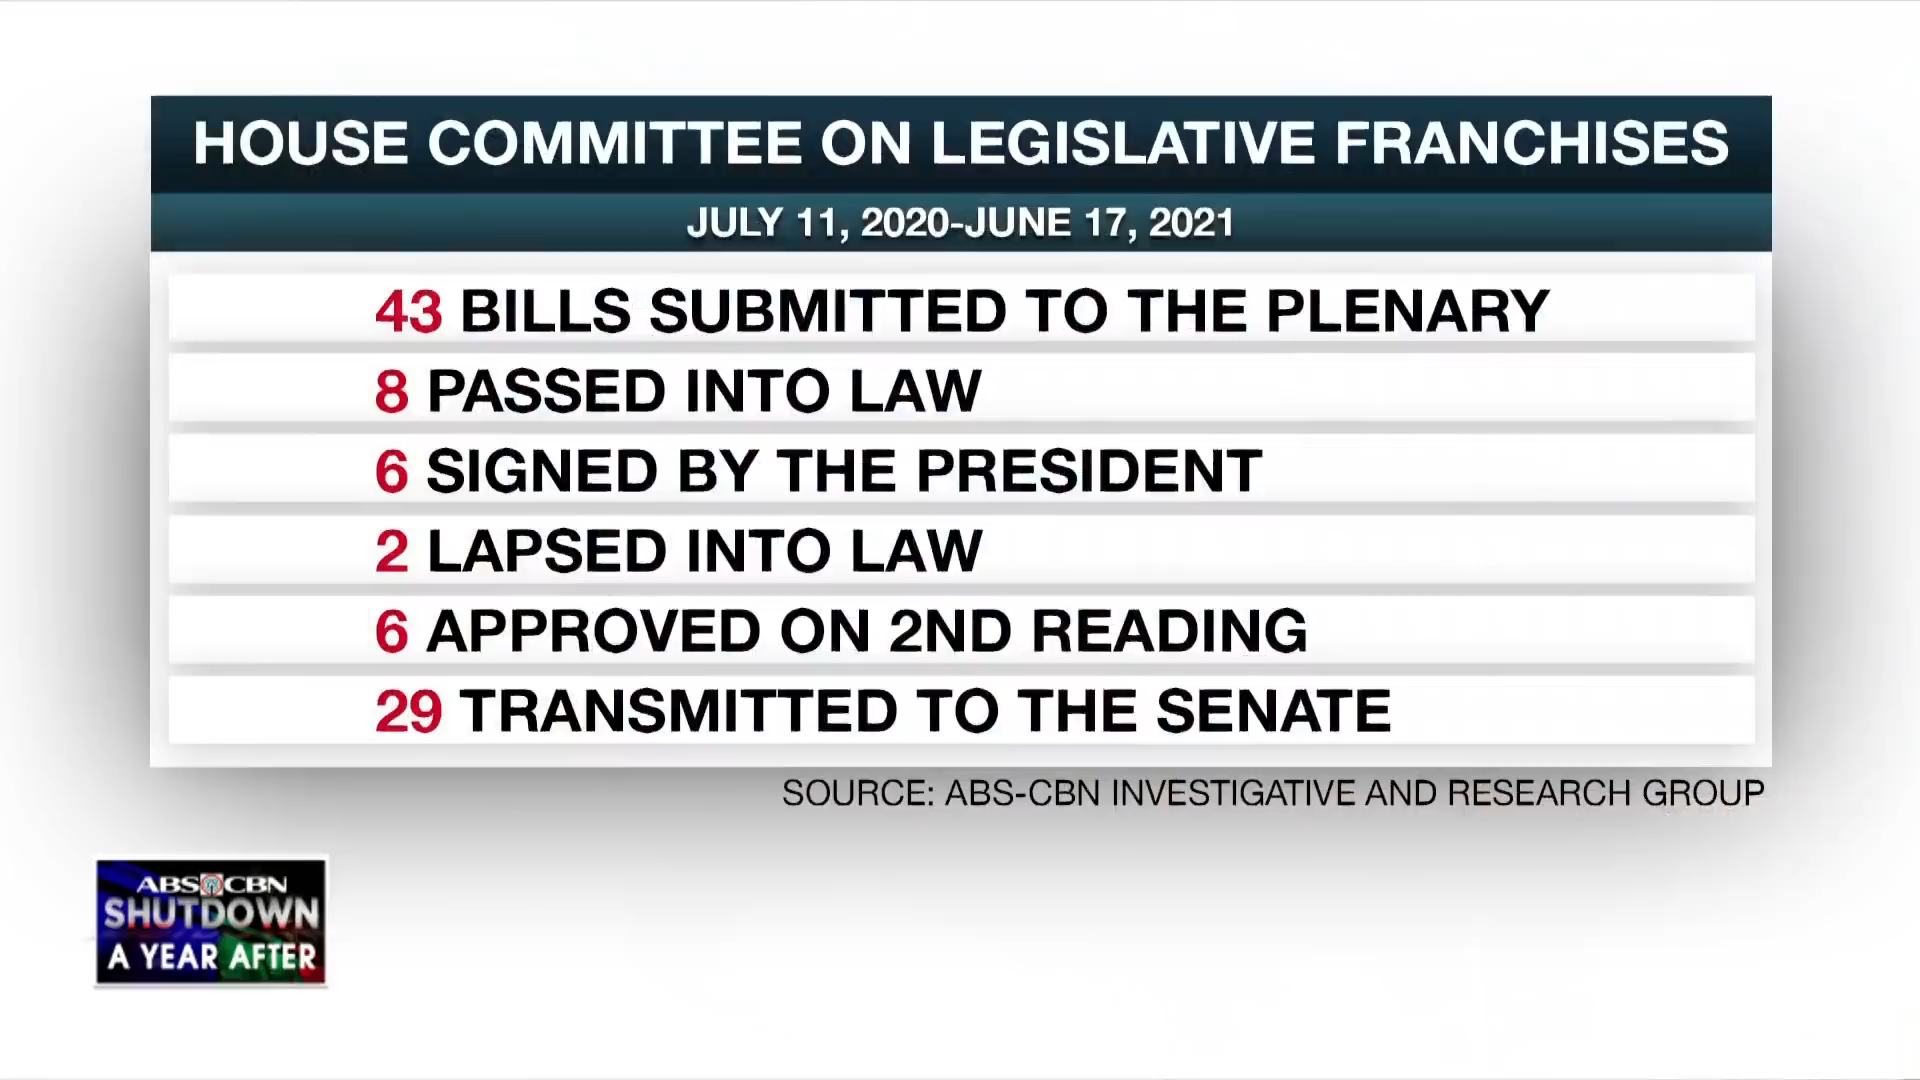 HOUSE COMMITTEE ON LEGISLATIVE FRANCHISES
JULY 11, 2020-JUNE 17, 2021
43 BILLS SUBMITTED TO THE PLENARY
8 PASSED INTO LAW
6 SIGNED BY THE PRESIDENT
2 LAPSED INTO LAW
6 APPROVED ON 2ND READING
29 TRANSMITTED TO THE SENATE
SOURCE: ABS-CBN INVESTIGATIVE AND RESEARCH GROUP
ABS-CBN
SHUTDOWN
A YEAR AFTER